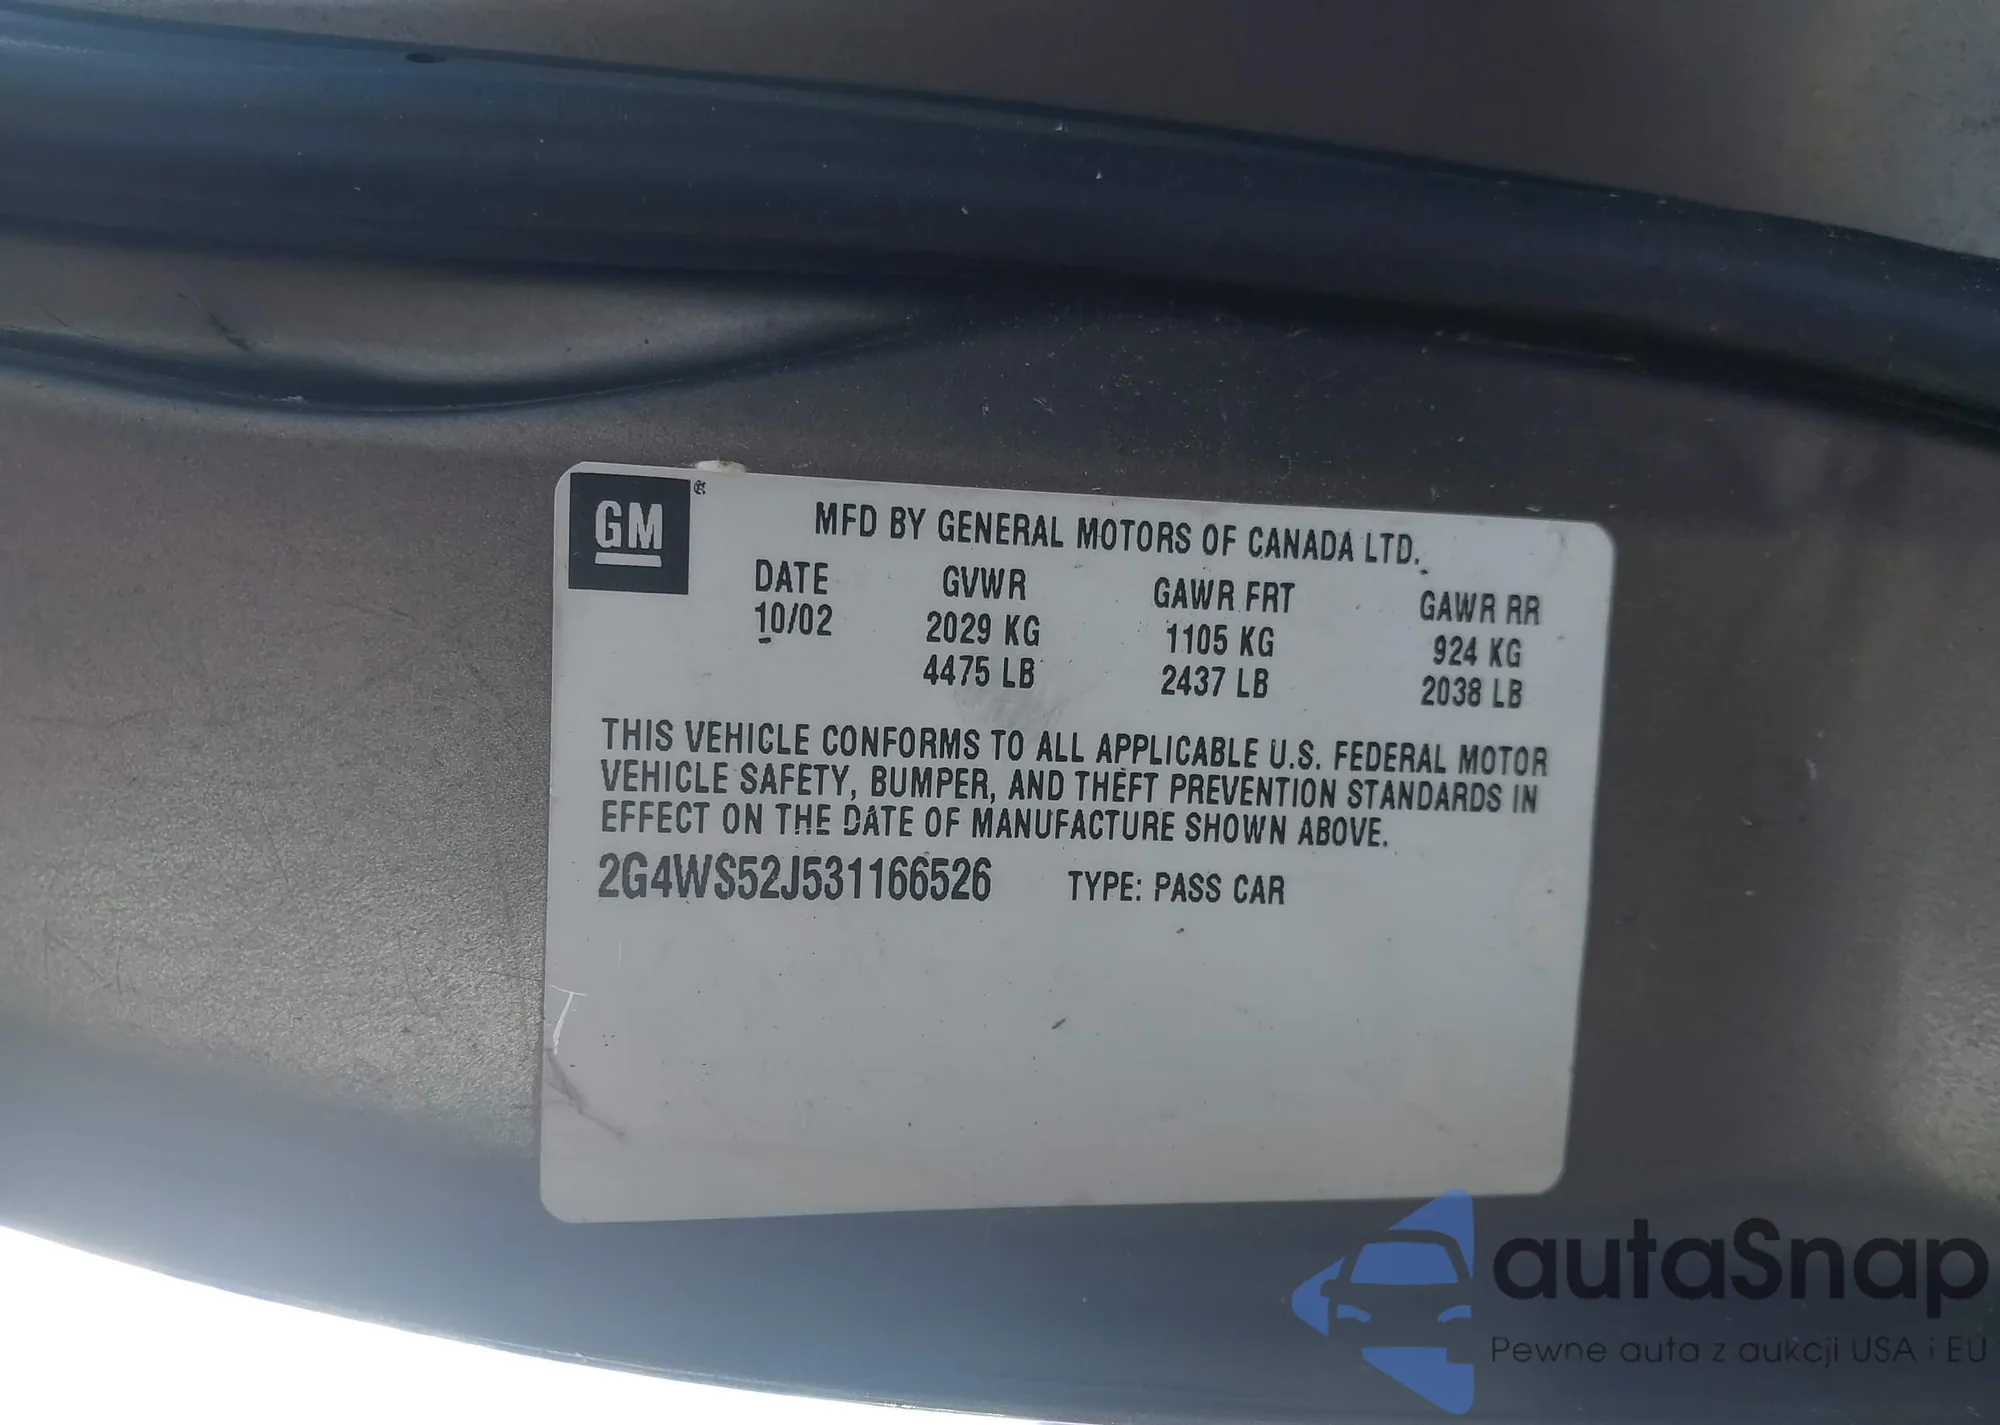 GM ®
MFD BY GENERAL MOTORS OF CANADA LTD.
DATE GVWR GAWR FRT GAWR RR
10/02 2029 KG 1105 KG 924 KG
4475 LB 2437 LB 2038 LB
THIS VEHICLE CONFORMS TO ALL APPLICABLE U.S. FEDERAL MOTOR
VEHICLE SAFETY, BUMPER, AND THEFT PREVENTION STANDARDS IN
EFFECT ON THE DATE OF MANUFACTURE SHOWN ABOVE.
2G4WS52J531166526 TYPE: PASS CAR
autaSnap
Pewne auta z aukcji USA i EU